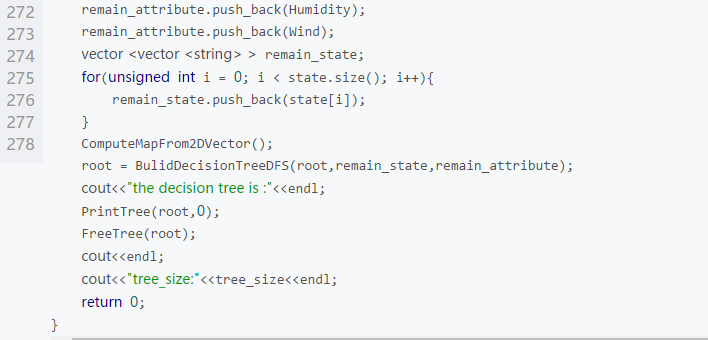 272 remain_attribute.push_back(Humidity);
273 remain_attribute.push_back(Wind);
274 vector <vector <string> > remain_state;
275 for(unsigned int i = 0; i < state.size(); i++){
276 remain_state.push_back(state[i]);
277 }
278 ComputeMapFrom2DVector();
root = BulidDecisionTreeDFS(root,remain_state,remain_attribute);
cout<<"the decision tree is :"<<endl;
PrintTree(root,0);
FreeTree(root);
cout<<endl;
cout<<"tree_size:"<<tree_size<<endl;
return 0;
}